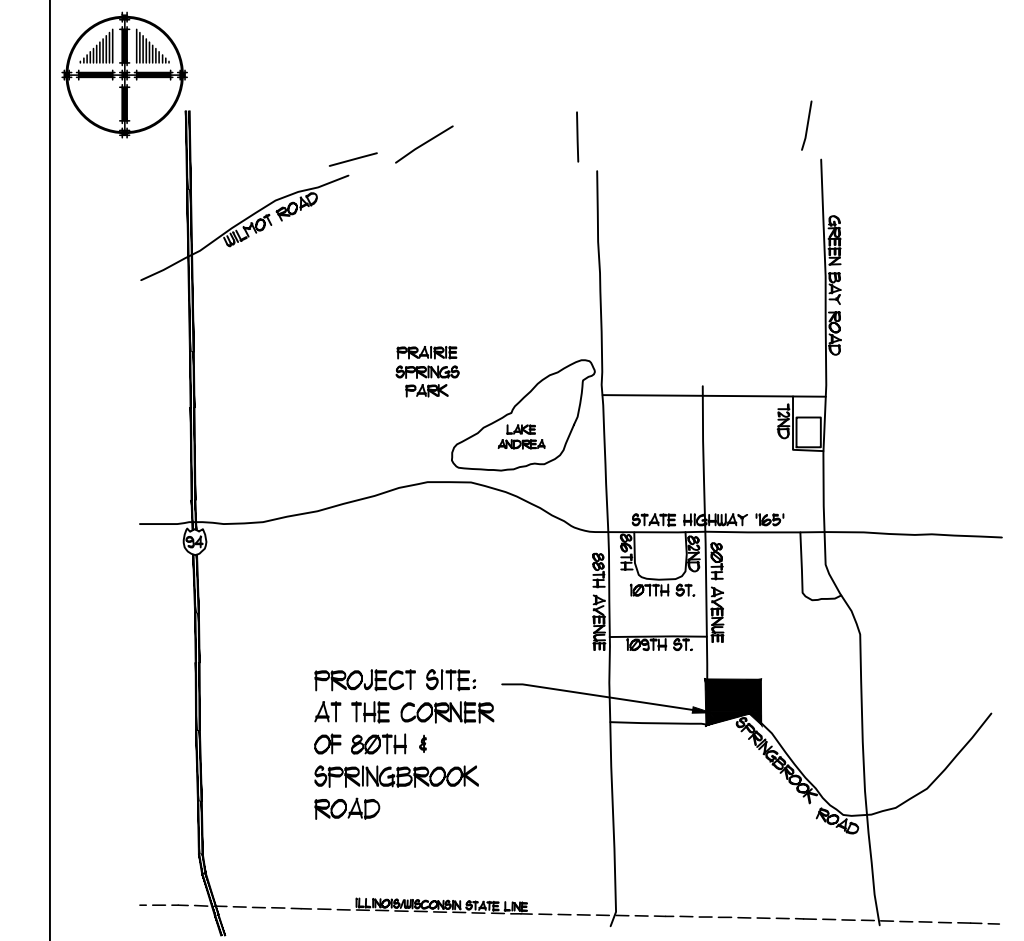 WILMOT ROAD
GREEN BAY ROAD
PRAIRIE
SPRINGS
PARK
72ND
LAKE
ANDREA
STATE HIGHWAY '165'
94
86TH
82ND
88TH AVENUE
80TH AVENUE
107TH ST.
109TH ST.
PROJECT SITE:
AT THE CORNER
OF 80TH &
SPRINGBROOK
ROAD
SPRINGBROOK ROAD
ILLINOIS/WISCONSIN STATE LINE